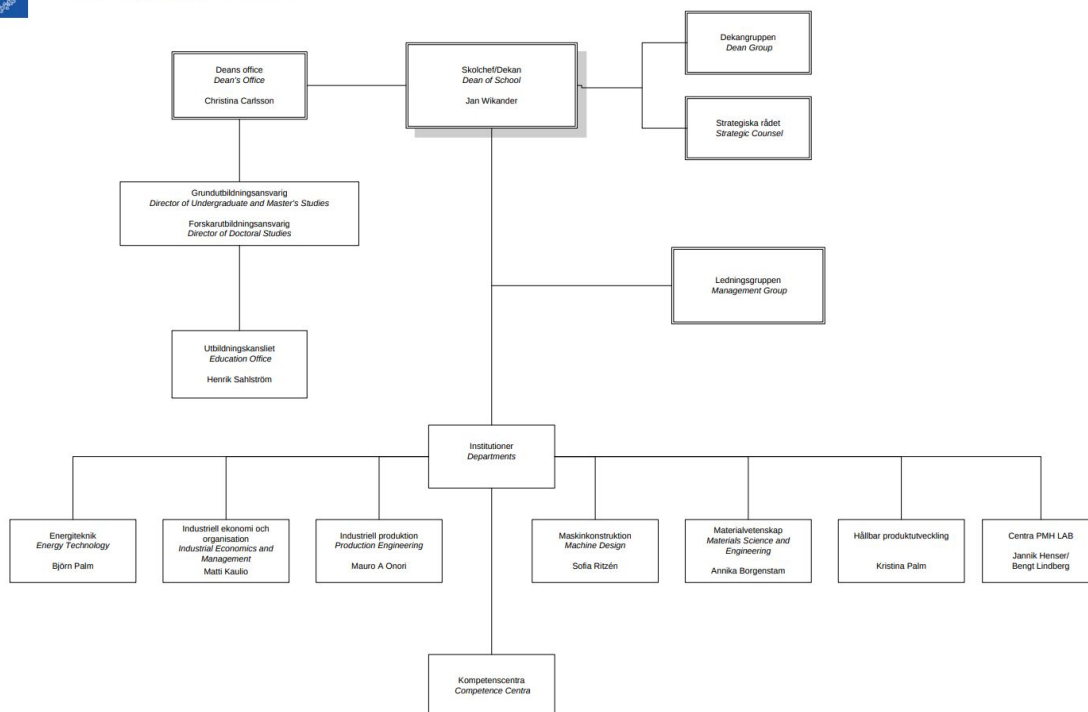 Dekangruppen
Dean Group
Deans office
Dean's Office
Christina Carlsson
Skolchef/Dekan
Dean of School
Jan Wikander
Strategiska rådet
Strategic Counsel
Grundutbildningsansvarig
Director of Undergraduate and Master's Studies
Forskarutbildningsansvarig
Director of Doctoral Studies
Ledningsgruppen
Management Group
Utbildningskansliet
Education Office
Henrik Sahlström
Institutioner
Departments
Energiteknik
Energy Technology
Björn Palm
Industriell ekonomi och
organisation
Industrial Economics and
Management
Matti Kaulio
Industriell produktion
Production Engineering
Mauro A Onori
Maskinkonstruktion
Machine Design
Sofia Ritzén
Materialvetenskap
Materials Science and
Engineering
Annika Borgenstam
Hållbar produktutveckling
Kristina Palm
Centra PMH LAB
Jannik Henser/
Bengt Lindberg
Kompetenscentra
Competence Centra